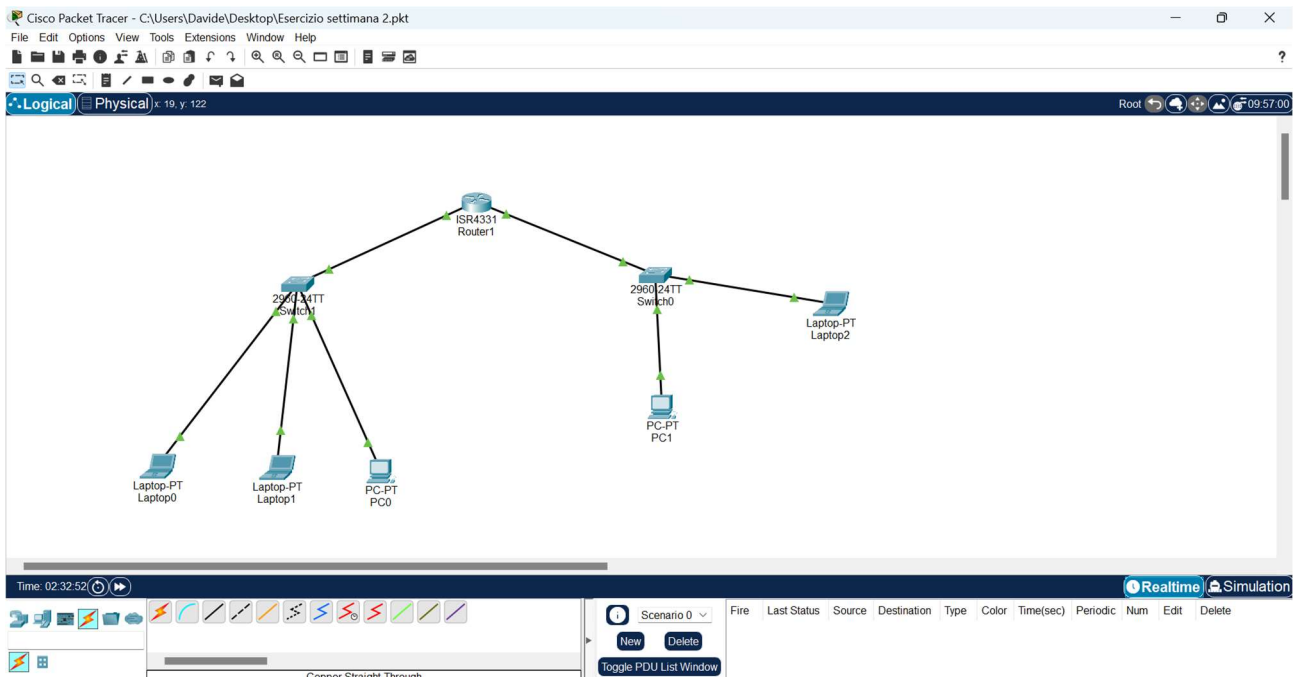 Cisco Packet Tracer - C:\Users\Davide\Desktop\Esercizio settimana 2.pkt
File Edit Options View Tools Extensions Window Help
?
Logical Physical x: 19, y: 122 Root 09:57:00
ISR4331
Router1
2960-24TT
Switch1
2960-24TT
Switch0
Laptop-PT
Laptop2
PC-PT
PC1
Laptop-PT
Laptop0
Laptop-PT
Laptop1
PC-PT
PC0
Time: 02:32:52 Realtime Simulation
Scenario 0 Fire Last Status Source Destination Type Color Time(sec) Periodic Num Edit Delete
New Delete
Toggle PDU List Window
Copper Straight-Through